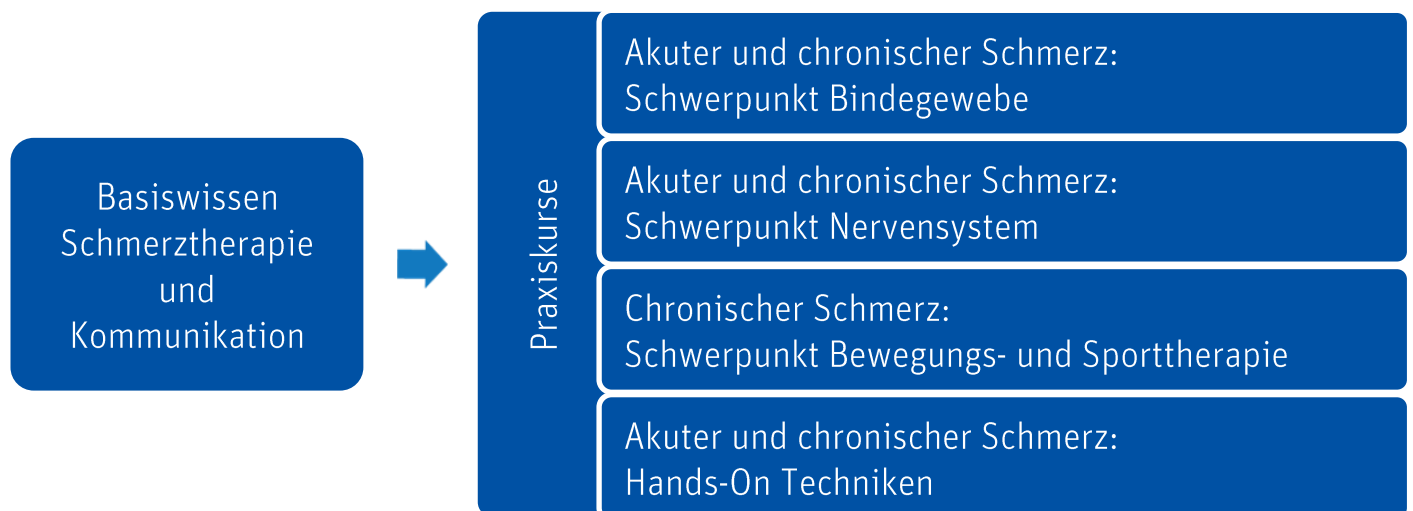 Basiswissen
Schmerztherapie
und
Kommunikation
Praxiskurse
Akuter und chronischer Schmerz:
Schwerpunkt Bindegewebe
Akuter und chronischer Schmerz:
Schwerpunkt Nervensystem
Chronischer Schmerz:
Schwerpunkt Bewegungs- und Sporttherapie
Akuter und chronischer Schmerz:
Hands-On Techniken